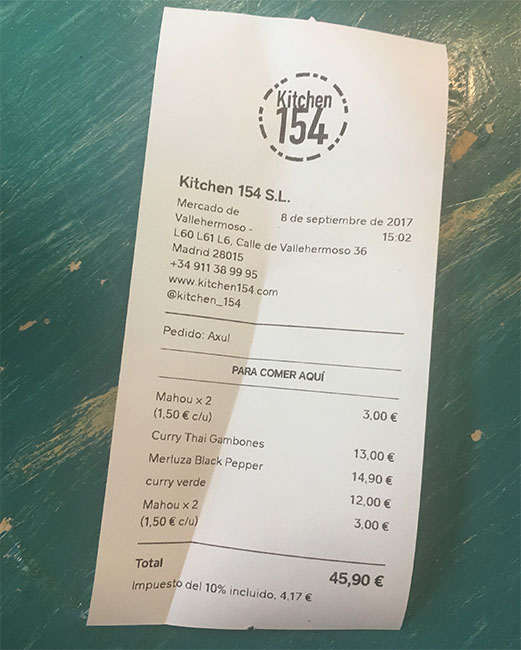 Kitchen
154
Kitchen 154 S.L.
Mercado de
Vallehermoso -
8 de septiembre de 2017
15:02
L60 L61 L6, Calle de Vallehermoso 36
Madrid 28015
+34 911 38 99 95
www.kitchen154.com
@kitchen_154
Pedido: Axul
PARA COMER AQUÍ
Mahou x 2
(1,50 € c/u) 3,00 €
Curry Thai Gambones 13,00 €
Merluza Black Pepper 14,90 €
curry verde 12,00 €
Mahou x 2
(1,50 € c/u) 3,00 €
Total 45,90 €
Impuesto del 10% incluido, 4,17 €